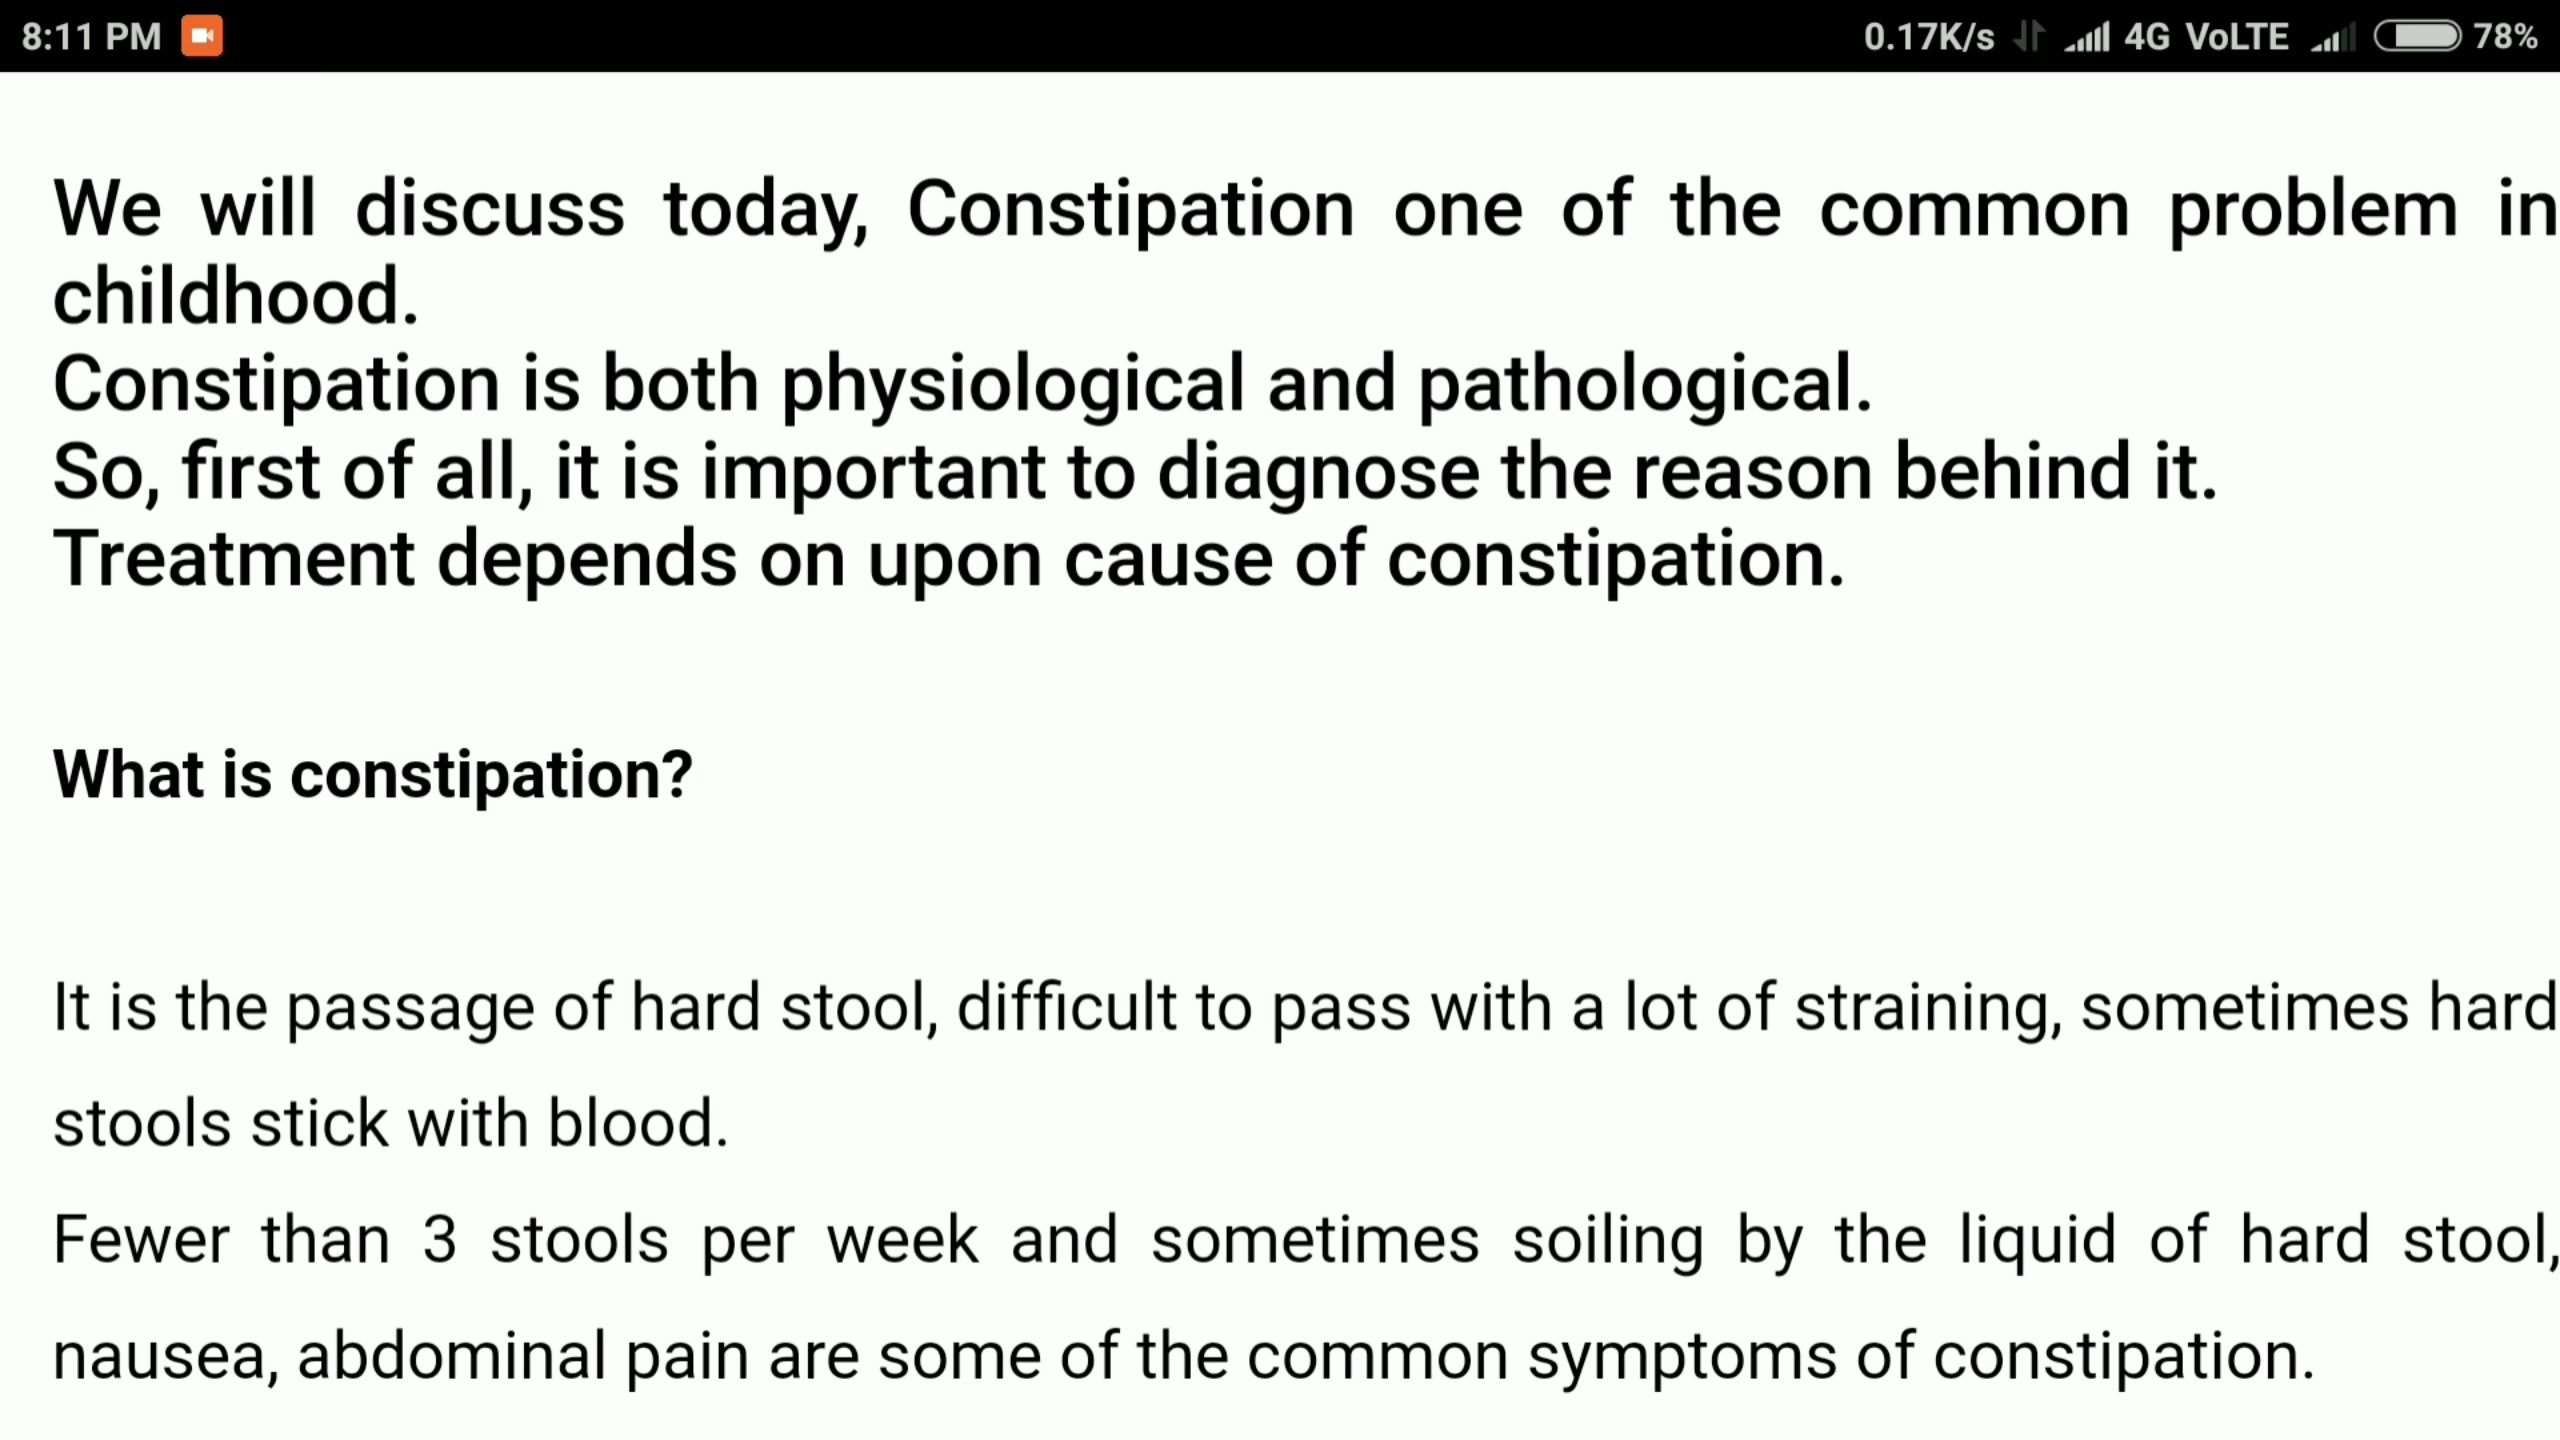 8:11 PM 0.17K/s 4G VoLTE 78%
We will discuss today, Constipation one of the common problem in
childhood.
Constipation is both physiological and pathological.
So, first of all, it is important to diagnose the reason behind it.
Treatment depends on upon cause of constipation.
What is constipation?
It is the passage of hard stool, difficult to pass with a lot of straining, sometimes hard
stools stick with blood.
Fewer than 3 stools per week and sometimes soiling by the liquid of hard stool,
nausea, abdominal pain are some of the common symptoms of constipation.